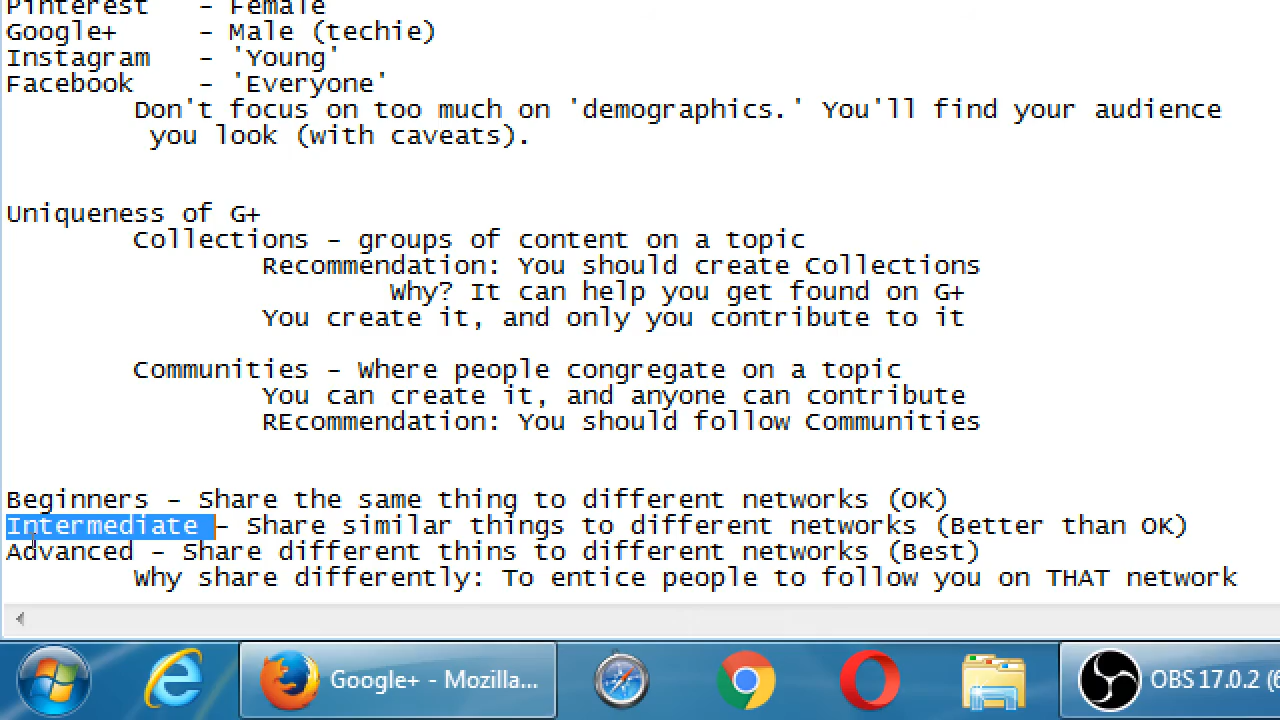 Pinterest - Female
Google+ - Male (techie)
Instagram - 'Young'
Facebook - 'Everyone'
Don't focus on too much on 'demographics.' You'll find your audience
you look (with caveats).
Uniqueness of G+
Collections - groups of content on a topic
Recommendation: You should create Collections
Why? It can help you get found on G+
You create it, and only you contribute to it
Communities - Where people congregate on a topic
You can create it, and anyone can contribute
REcommendation: You should follow Communities
Beginners - Share the same thing to different networks (OK)
Intermediate - Share similar things to different networks (Better than OK)
Advanced - Share different thins to different networks (Best)
Why share differently: To entice people to follow you on THAT network
Google+ - Mozilla... OBS 17.0.2 (6